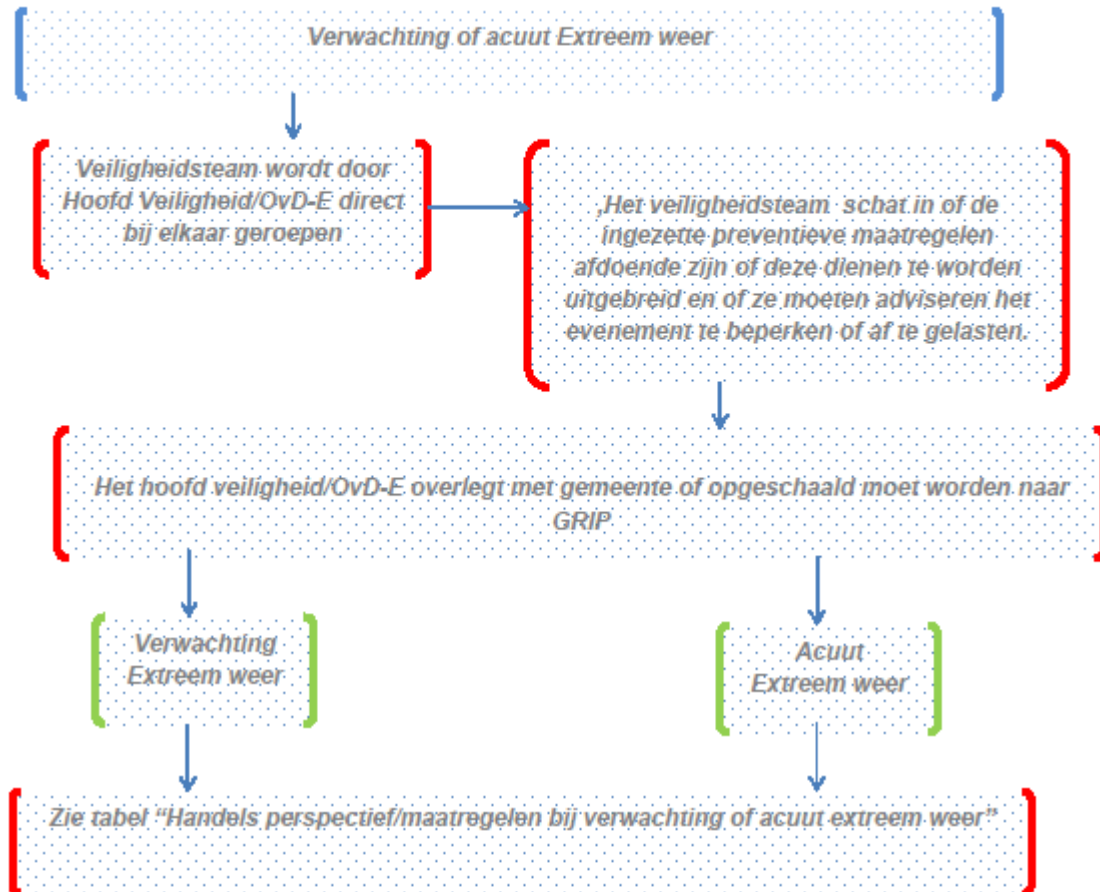 Verwachting of acuut Extreem weer
Veiligheidsteam wordt door
Hoofd Veiligheid/OvD-E direct
bij elkaar geroepen
,Het veiligheidsteam schat in of de
ingezette preventieve maatregelen
afdoende zijn of deze dienen te worden
uitgebreid en of ze moeten adviseren het
evenement te beperken of af te gelasten.
Het hoofd veiligheid/OvD-E overlegt met gemeente of opgeschaald moet worden naar
GRIP
Verwachting
Extreem weer
Acuut
Extreem weer
Zie tabel “Handels perspectief/maatregelen bij verwachting of acuut extreem weer”